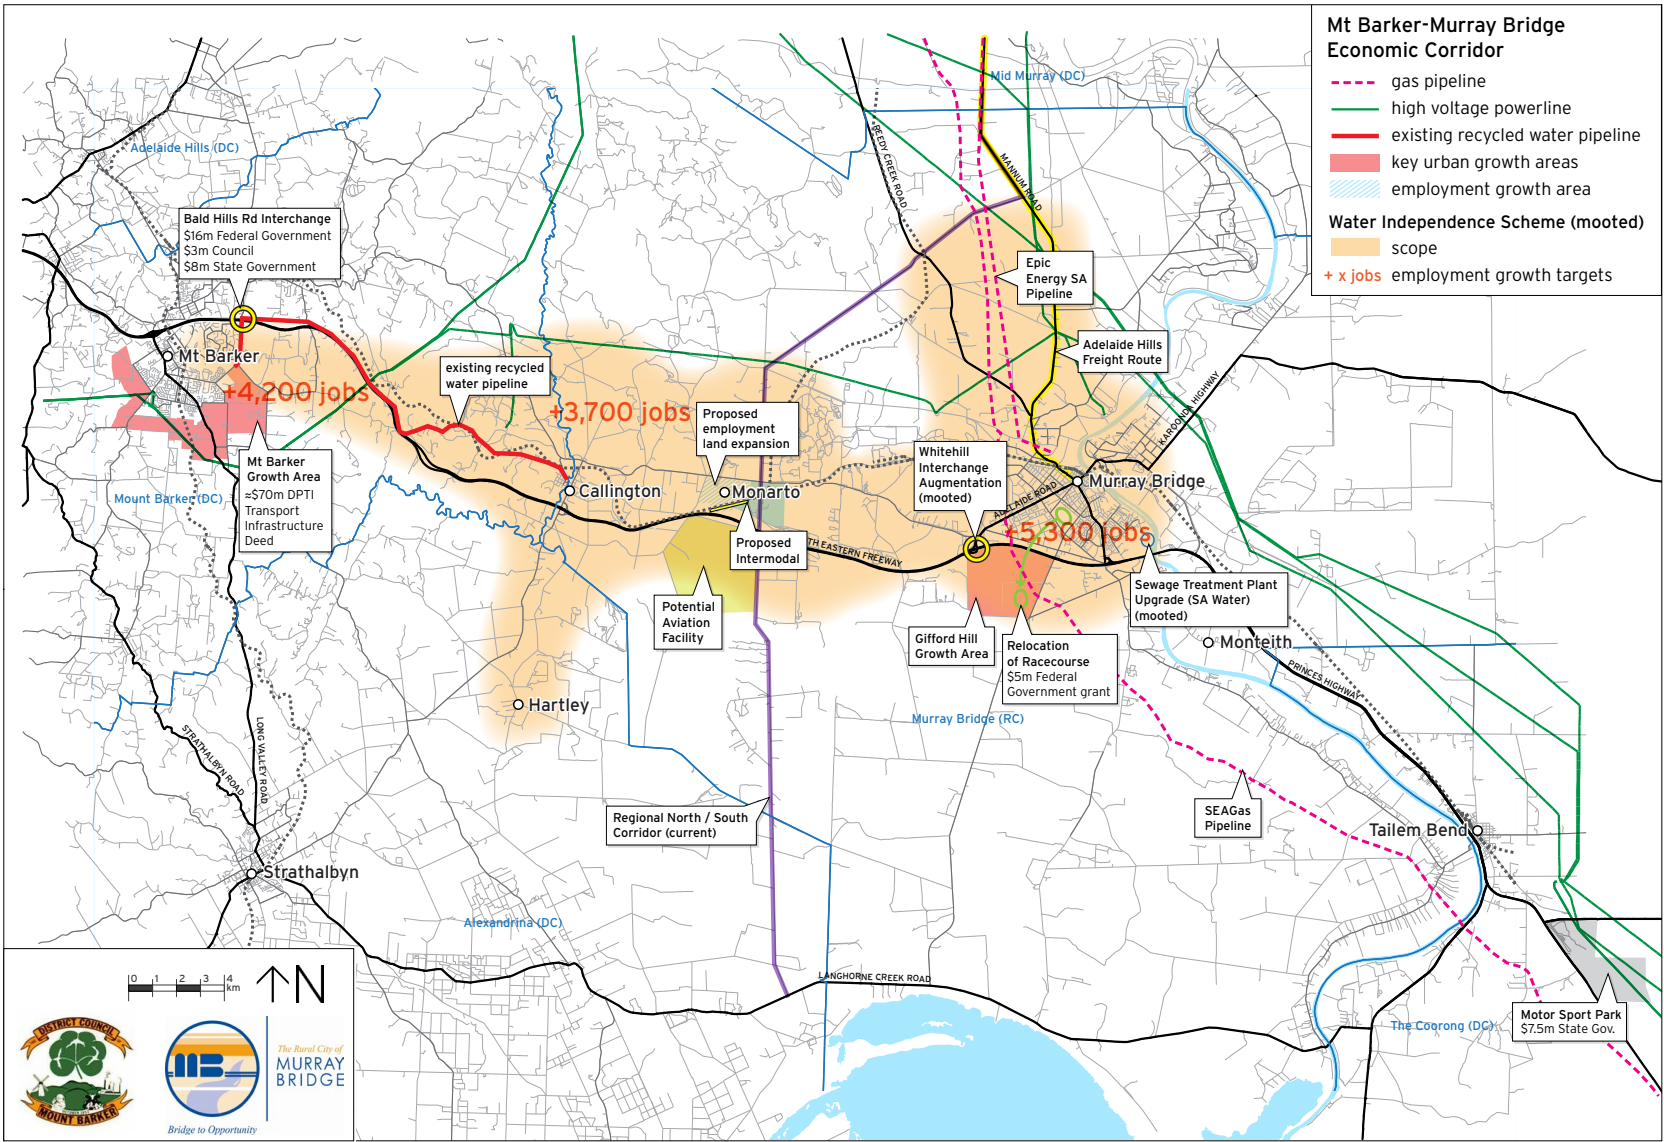 Mt Barker-Murray Bridge
Economic Corridor
gas pipeline
high voltage powerline
existing recycled water pipeline
key urban growth areas
employment growth area
Water Independence Scheme (mooted)
scope
+ x jobs employment growth targets
Mid Murray (DC)
Adelaide Hills (DC)
REEDY CREEK ROAD
MANNUM ROAD
Bald Hills Rd Interchange
$16m Federal Government
$3m Council
$8m State Government
Epic
Energy SA
Pipeline
Adelaide Hills
Freight Route
Mt Barker
existing recycled
water pipeline
+4,200 jobs
+3,700 jobs
Proposed
employment
land expansion
KAROONDA HIGHWAY
Whitehill
Interchange
Augmentation
(mooted)
Mt Barker
Growth Area
≈$70m DPTI
Transport
Infrastructure
Deed
Mount Barker (DC)
Callington
Monarto
Murray Bridge
ADELAIDE ROAD
+5,300 jobs
Proposed
Intermodal
TH EASTERN FREEWAY
Sewage Treatment Plant
Upgrade (SA Water)
(mooted)
Potential
Aviation
Facility
Gifford Hill
Growth Area
Relocation
of Racecourse
$5m Federal
Government grant
Monteith
PRINCES HIGHWAY
Hartley
Murray Bridge (RC)
STRATHALBYN ROAD
LONG VALLEY ROAD
Regional North / South
Corridor (current)
SEAGas
Pipeline
Tailem Bend
Strathalbyn
Alexandrina (DC)
LANGHORNE CREEK ROAD
The Coorong (DC)
Motor Sport Park
$7.5m State Gov.
0 1 2 3 4
km
N
DISTRICT COUNCIL
MOUNT BARKER
MB
The Rural City of
MURRAY
BRIDGE
Bridge to Opportunity